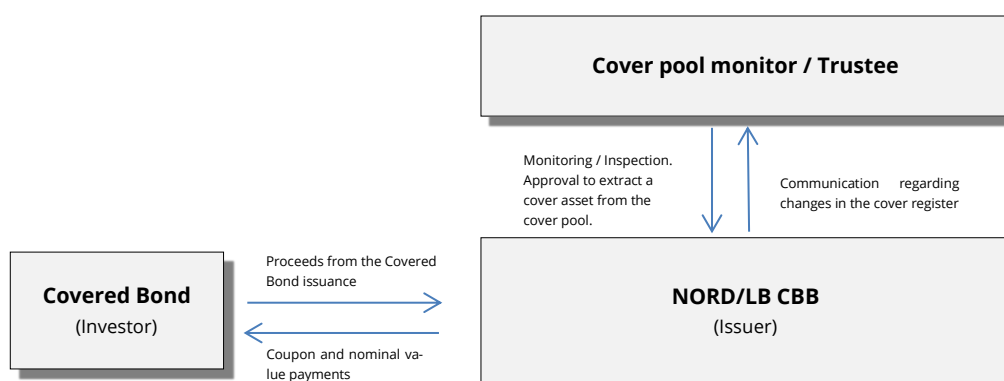 Cover pool monitor / Trustee
Monitoring / Inspection.
Approval to extract a
cover asset from the
cover pool.
Communication regarding
changes in the cover register
Proceeds from the Covered
Bond issuance
Covered Bond
(Investor)
NORD/LB CBB
(Issuer)
Coupon and nominal va-
lue payments